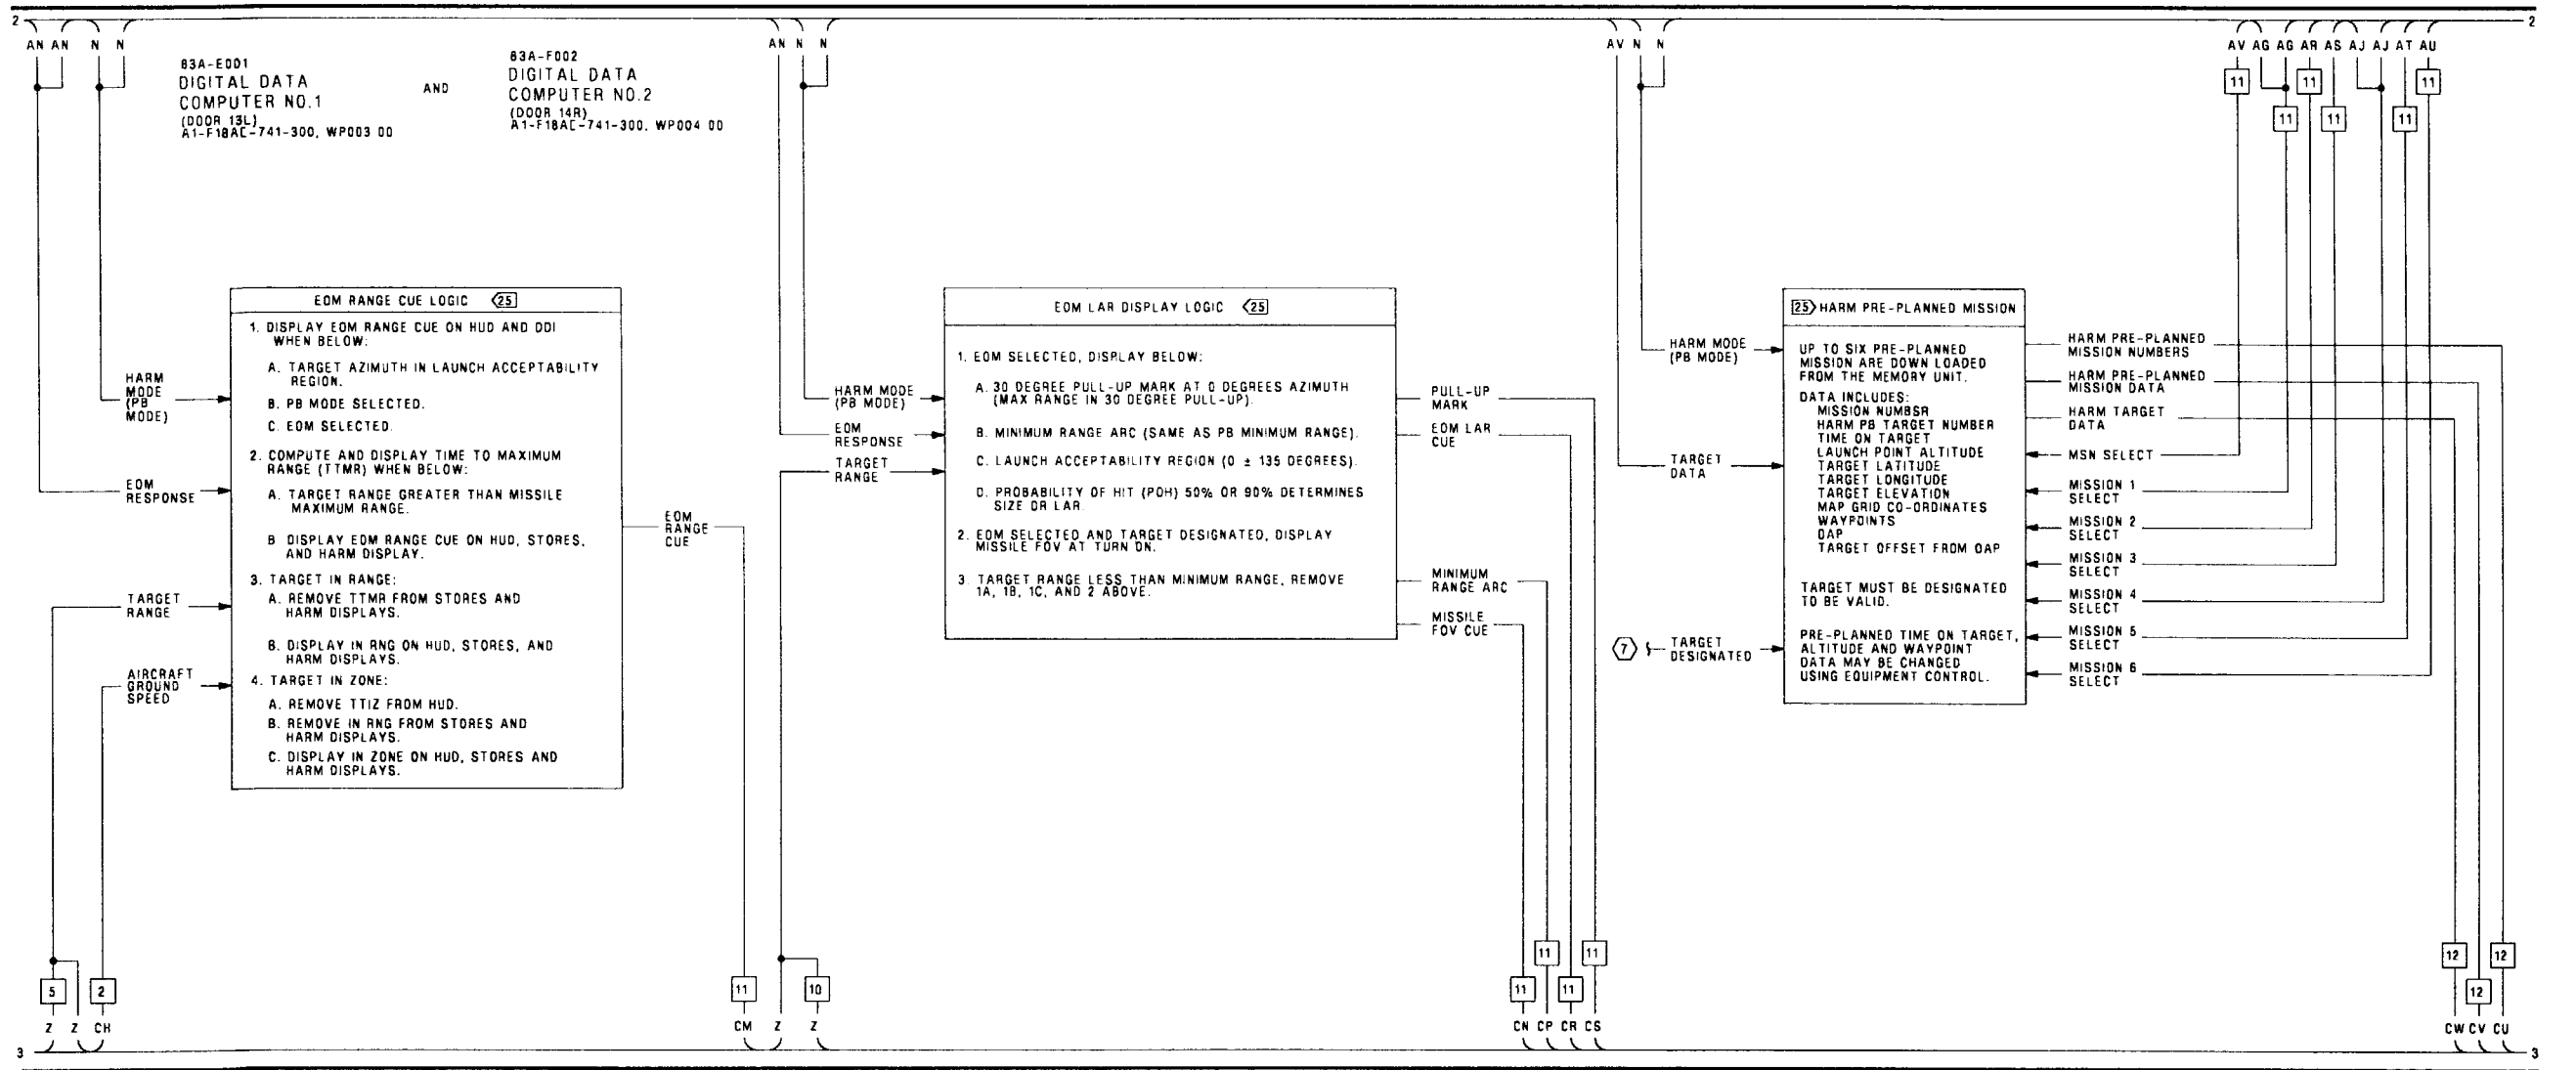 2
2
AN AN N N
AN N N
AV N N
AV AG AG AR AS AJ AJ AT AU
11
11
11
11
11
11
83A-E001
DIGITAL DATA
COMPUTER NO.1
(DOOR 13L)
A1-F18AC-741-300, WP003 00
AND
83A-F002
DIGITAL DATA
COMPUTER NO.2
(DOOR 14R)
A1-F18AC-741-300, WP004 00
HARM
MODE
(PB
MODE)
EOM
RESPONSE
TARGET
RANGE
AIRCRAFT
GROUND
SPEED
EOM RANGE CUE LOGIC 25
1. DISPLAY EOM RANGE CUE ON HUD AND DDI
WHEN BELOW:
A. TARGET AZIMUTH IN LAUNCH ACCEPTABILITY
REGION.
B. PB MODE SELECTED.
C. EOM SELECTED.
2. COMPUTE AND DISPLAY TIME TO MAXIMUM
RANGE (TTMR) WHEN BELOW:
A. TARGET RANGE GREATER THAN MISSILE
MAXIMUM RANGE.
B DISPLAY EOM RANGE CUE ON HUD, STORES,
AND HARM DISPLAY.
3. TARGET IN RANGE:
A. REMOVE TTMR FROM STORES AND
HARM DISPLAYS.
B. DISPLAY IN RNG ON HUD, STORES, AND
HARM DISPLAYS.
4. TARGET IN ZONE:
A. REMOVE TTIZ FROM HUD.
B. REMOVE IN RNG FROM STORES AND
HARM DISPLAYS.
C. DISPLAY IN ZONE ON HUD, STORES AND
HARM DISPLAYS.
EOM
RANGE
CUE
HARM MODE
(PB MODE)
EOM
RESPONSE
TARGET
RANGE
EOM LAR DISPLAY LOGIC 25
1. EOM SELECTED, DISPLAY BELOW:
A. 30 DEGREE PULL-UP MARK AT 0 DEGREES AZIMUTH
(MAX RANGE IN 30 DEGREE PULL-UP).
B. MINIMUM RANGE ARC (SAME AS PB MINIMUM RANGE).
C. LAUNCH ACCEPTABILITY REGION (0 ± 135 DEGREES).
D. PROBABILITY OF HIT (POH) 50% OR 90% DETERMINES
SIZE OR LAR.
2. EOM SELECTED AND TARGET DESIGNATED, DISPLAY
MISSILE FOV AT TURN ON.
3. TARGET RANGE LESS THAN MINIMUM RANGE, REMOVE
1A, 1B, 1C, AND 2 ABOVE.
PULL-UP
MARK
EOM LAR
CUE
MINIMUM
RANGE ARC
MISSILE
FOV CUE
HARM MODE
(PB MODE)
TARGET
DATA
7 TARGET
DESIGNATED
25 HARM PRE-PLANNED MISSION
UP TO SIX PRE-PLANNED
MISSION ARE DOWN LOADED
FROM THE MEMORY UNIT.
DATA INCLUDES:
MISSION NUMBSR
HARM PB TARGET NUMBER
TIME ON TARGET
LAUNCH POINT ALTITUDE
TARGET LATITUDE
TARGET LONGITUDE
TARGET ELEVATION
MAP GRID CO-ORDINATES
WAYPOINTS
OAP
TARGET OFFSET FROM OAP
TARGET MUST BE DESIGNATED
TO BE VALID.
PRE-PLANNED TIME ON TARGET,
ALTITUDE AND WAYPOINT
DATA MAY BE CHANGED
USING EQUIPMENT CONTROL.
HARM PRE-PLANNED
MISSION NUMBERS
HARM PRE-PLANNED
MISSION DATA
HARM TARGET
DATA
MSN SELECT
MISSION 1
SELECT
MISSION 2
SELECT
MISSION 3
SELECT
MISSION 4
SELECT
MISSION 5
SELECT
MISSION 6
SELECT
5
2
11
10
11
11
11
11
12
12
12
Z Z CH
CM Z Z
CN CP CR CS
CW CV CU
3
3